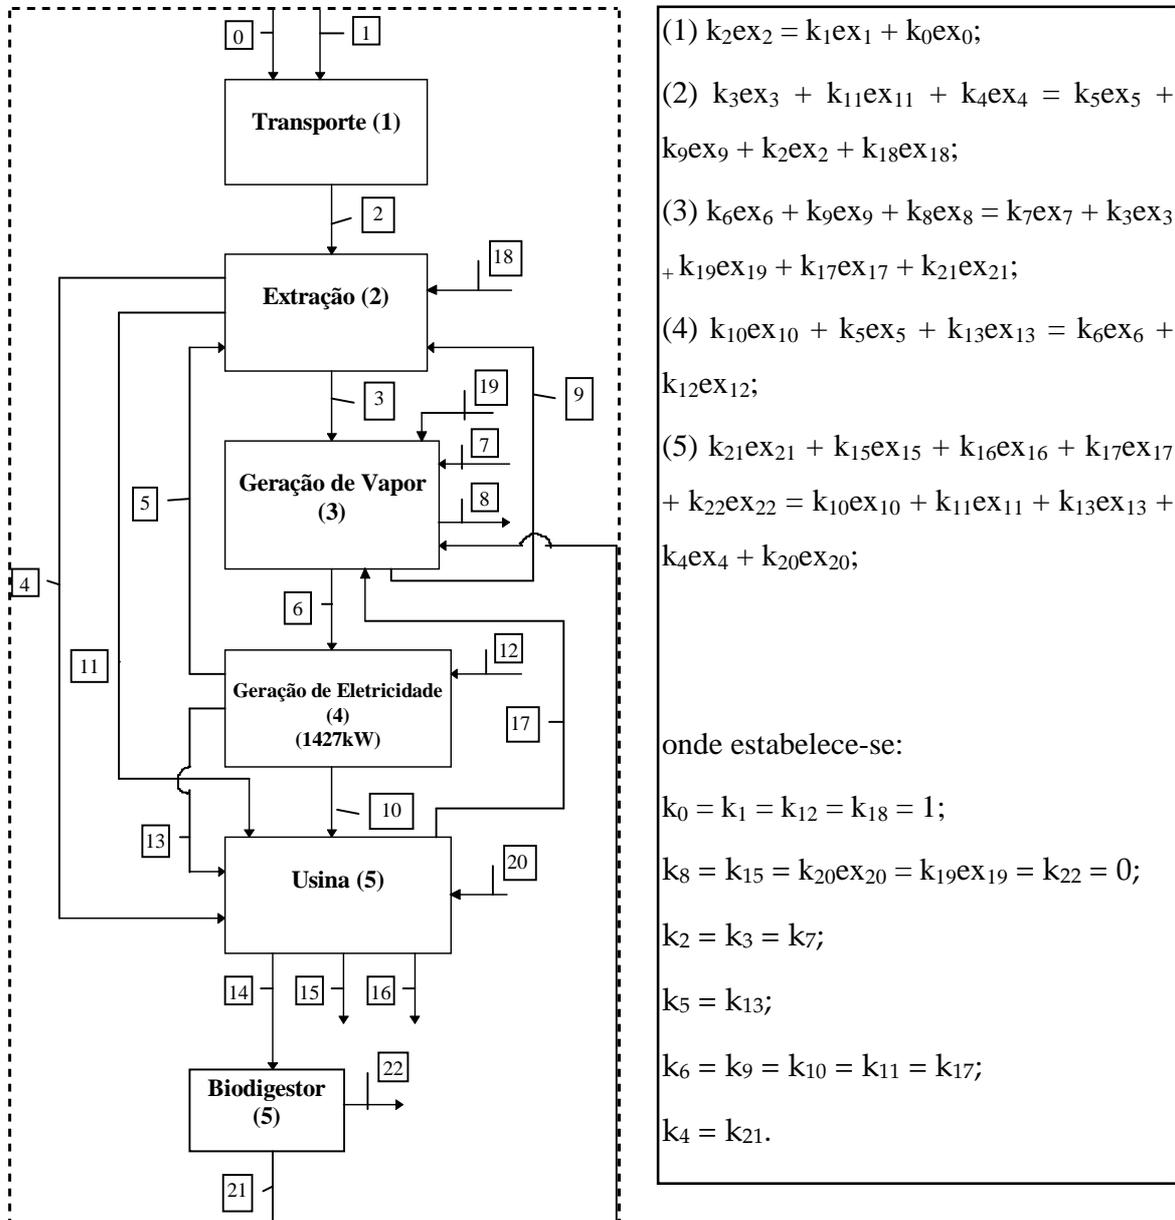 0
1
Transporte (1)
2
18
Extração (2)
3
19
9
7
Geração de Vapor
(3)
8
5
4
6
12
11
Geração de Eletricidade
(4)
(1427kW)
17
10
13
20
Usina (5)
14
15
16
22
Biodigestor
(5)
21
(1) k₂ex₂ = k₁ex₁ + k₀ex₀;
(2) k₃ex₃ + k₁₁ex₁₁ + k₄ex₄ = k₅ex₅ +
k₉ex₉ + k₂ex₂ + k₁₈ex₁₈;
(3) k₆ex₆ + k₉ex₉ + k₈ex₈ = k₇ex₇ + k₃ex₃
+ k₁₉ex₁₉ + k₁₇ex₁₇ + k₂₁ex₂₁;
(4) k₁₀ex₁₀ + k₅ex₅ + k₁₃ex₁₃ = k₆ex₆ +
k₁₂ex₁₂;
(5) k₂₁ex₂₁ + k₁₅ex₁₅ + k₁₆ex₁₆ + k₁₇ex₁₇
+ k₂₂ex₂₂ = k₁₀ex₁₀ + k₁₁ex₁₁ + k₁₃ex₁₃ +
k₄ex₄ + k₂₀ex₂₀;
onde estabelece-se:
k₀ = k₁ = k₁₂ = k₁₈ = 1;
k₈ = k₁₅ = k₂₀ex₂₀ = k₁₉ex₁₉ = k₂₂ = 0;
k₂ = k₃ = k₇;
k₅ = k₁₃;
k₆ = k₉ = k₁₀ = k₁₁ = k₁₇;
k₄ = k₂₁.